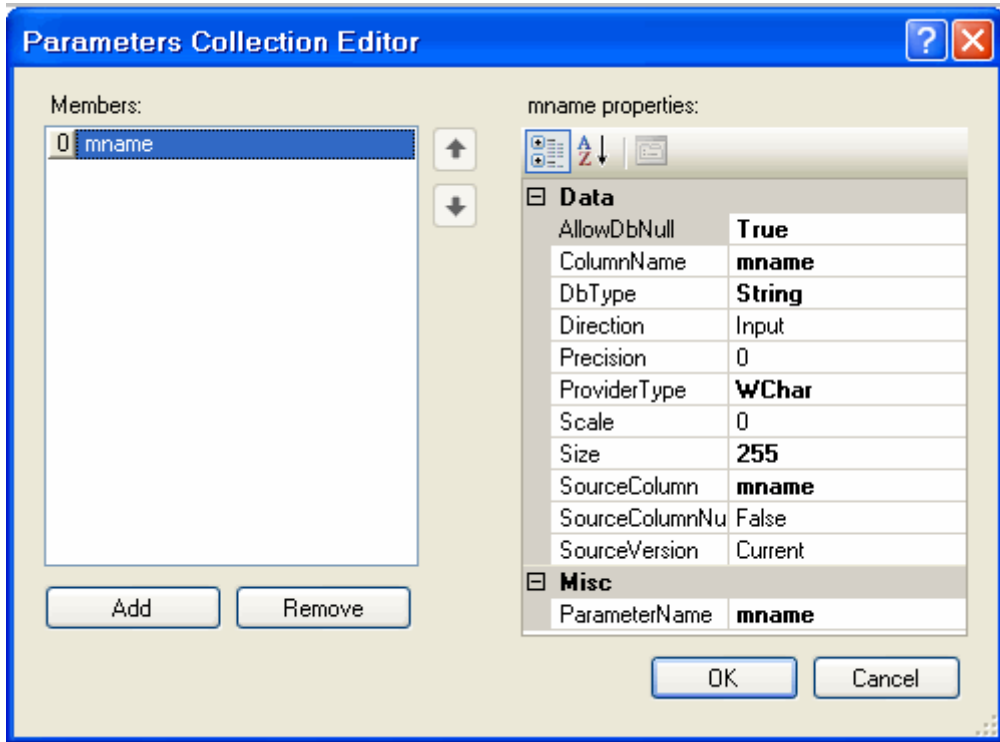 Parameters Collection Editor
Members:
0 mname
Add Remove
mname properties:
Data
AllowDbNull True
ColumnName mname
DbType String
Direction Input
Precision 0
ProviderType WChar
Scale 0
Size 255
SourceColumn mname
SourceColumnNu False
SourceVersion Current
Misc
ParameterName mname
OK Cancel